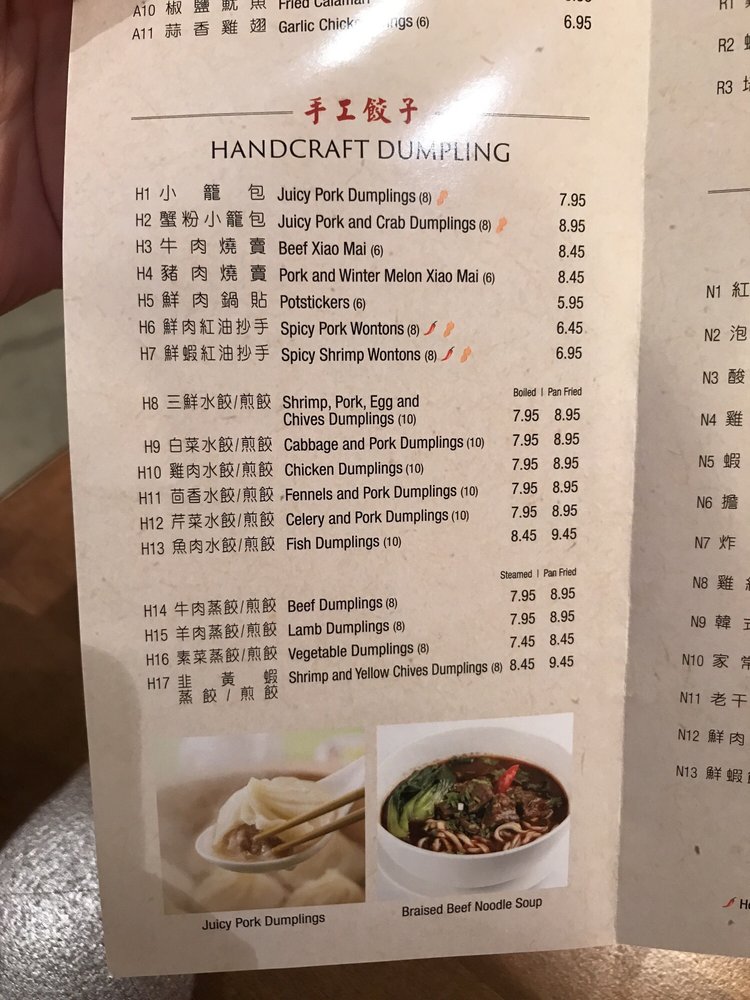 A10 椒鹽魷魚 Fried Calamari
A11 蒜香雞翅 Garlic Chicken Wings (6) 6.95
手工餃子
HANDCRAFT DUMPLING
H1 小籠包 Juicy Pork Dumplings (8) 7.95
H2 蟹粉小籠包 Juicy Pork and Crab Dumplings (8) 8.95
H3 牛肉燒賣 Beef Xiao Mai (6) 8.45
H4 豬肉燒賣 Pork and Winter Melon Xiao Mai (6) 8.45
H5 鮮肉鍋貼 Potstickers (6) 5.95
H6 鮮肉紅油抄手 Spicy Pork Wontons (8) 6.45
H7 鮮蝦紅油抄手 Spicy Shrimp Wontons (8) 6.95
Boiled | Pan Fried
H8 三鮮水餃/煎餃 Shrimp, Pork, Egg and
Chives Dumplings (10) 7.95 8.95
H9 白菜水餃/煎餃 Cabbage and Pork Dumplings (10) 7.95 8.95
H10 雞肉水餃/煎餃 Chicken Dumplings (10) 7.95 8.95
H11 茴香水餃/煎餃 Fennels and Pork Dumplings (10) 7.95 8.95
H12 芹菜水餃/煎餃 Celery and Pork Dumplings (10) 7.95 8.95
H13 魚肉水餃/煎餃 Fish Dumplings (10) 8.45 9.45
Steamed | Pan Fried
H14 牛肉蒸餃/煎餃 Beef Dumplings (8) 7.95 8.95
H15 羊肉蒸餃/煎餃 Lamb Dumplings (8) 7.95 8.95
H16 素菜蒸餃/煎餃 Vegetable Dumplings (8) 7.45 8.45
H17 韭黃蝦 Shrimp and Yellow Chives Dumplings (8) 8.45 9.45
蒸餃/煎餃
Juicy Pork Dumplings
Braised Beef Noodle Soup
R2
R3
N1 紅
N2 泡
N3 酸
N4 雞
N5 蝦
N6 擔
N7 炸
N8 雞
N9 韓式
N10 家常
N11 老干
N12 鮮肉
N13 鮮蝦